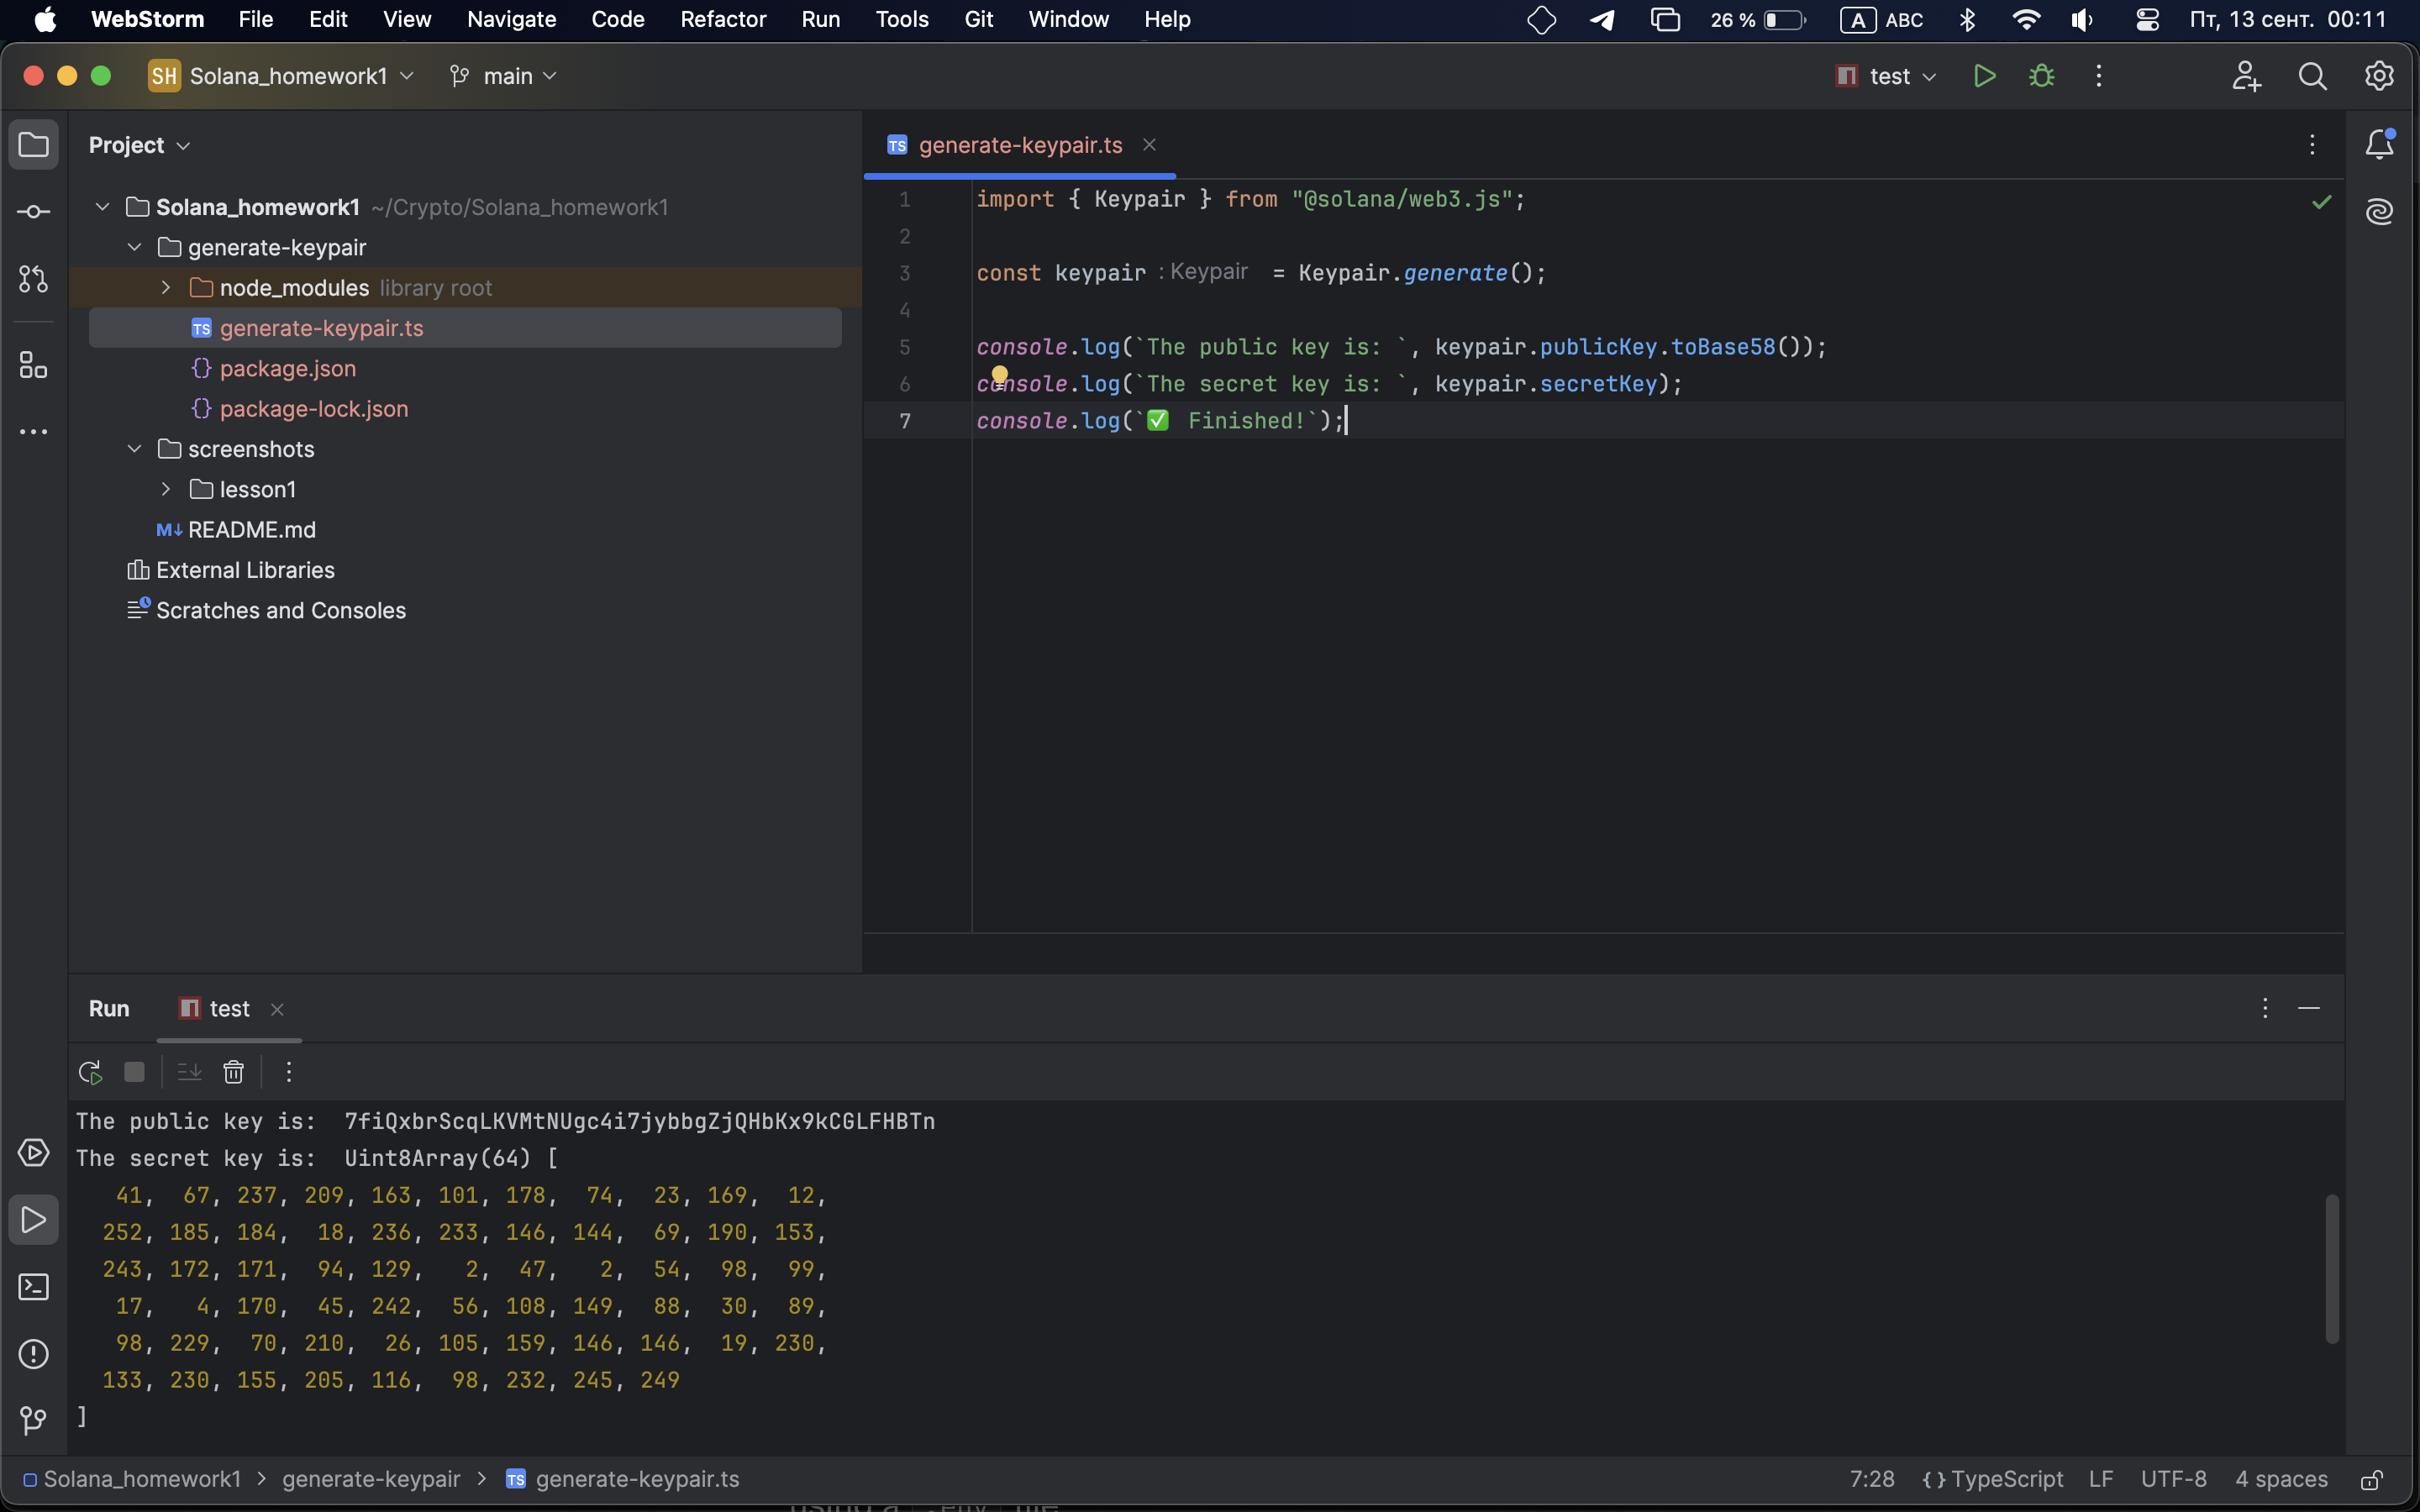 WebStorm File Edit View Navigate Code Refactor Run Tools Git Window Help 26 % A ABC Пт, 13 сент. 00:11
SH Solana_homework1 main test
Project
generate-keypair.ts
Solana_homework1 ~/Crypto/Solana_homework1
generate-keypair
node_modules library root
generate-keypair.ts
package.json
package-lock.json
screenshots
lesson1
README.md
External Libraries
Scratches and Consoles
1 import { Keypair } from "@solana/web3.js";
2
3 const keypair : Keypair = Keypair.generate();
4
5 console.log(`The public key is: `, keypair.publicKey.toBase58());
6 console.log(`The secret key is: `, keypair.secretKey);
7 console.log(`✅ Finished!`);
Run test
The public key is: 7fiQxbrScqLKVMtNUgc4i7jybbgZjQHbKx9kCGLFHBTn
The secret key is: Uint8Array(64) [
41, 67, 237, 209, 163, 101, 178, 74, 23, 169, 12,
252, 185, 184, 18, 236, 233, 146, 144, 69, 190, 153,
243, 172, 171, 94, 129, 2, 47, 2, 54, 98, 99,
17, 4, 170, 45, 242, 56, 108, 149, 88, 30, 89,
98, 229, 70, 210, 26, 105, 159, 146, 146, 19, 230,
133, 230, 155, 205, 116, 98, 232, 245, 249
]
Solana_homework1 > generate-keypair > generate-keypair.ts 7:28 {} TypeScript LF UTF-8 4 spaces